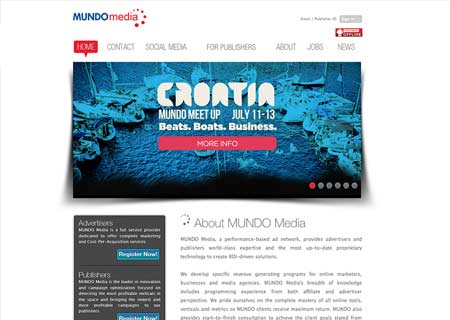 MUNDOmedia
Email / Publisher ID Sign In
OFFLINE
HOME CONTACT SOCIAL MEDIA FOR PUBLISHERS ABOUT JOBS NEWS
CROATIA
MUNDO MEET UP JULY 11-13
Beats. Boats. Business.
MORE INFO
Advertisers
MUNDO Media is a full service provider
dedicated to offer complete marketing
and Cost-Per-Acquisition services
Register Now!
Publishers
MUNDO Media is the leader in innovation
and campaign optimization focused on
directing the most profitable verticals in
the space and bringing the newest and
most profitable campaigns to our
publishers.
Register Now!
About MUNDO Media
MUNDO Media, a performance-based ad network, provides advertisers and
publishers world-class expertise and the most up-to-date proprietary
technology to create ROI-driven solutions.
We develop specific revenue generating programs for online marketers,
businesses and media agencies. MUNDO Media's breadth of knowledge
includes programming experience from both affiliate and advertiser
perspective. We pride ourselves on the complete mastery of all online tools,
verticals and metrics so MUNDO clients receive maximum return. MUNDO also
provides start-to-finish consultation to achieve the client goals stated from